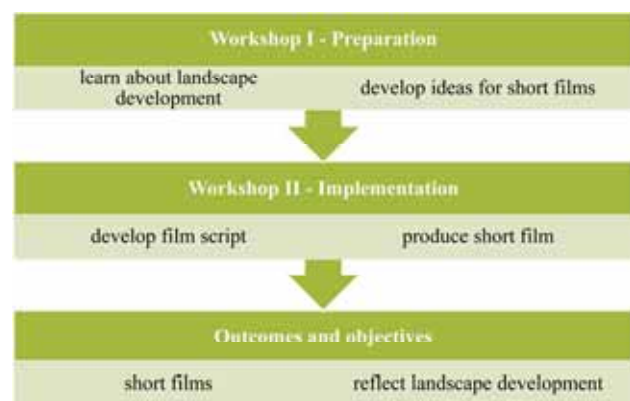 Workshop I - Preparation
learn about landscape
development
develop ideas for short films
Workshop II - Implementation
develop film script
produce short film
Outcomes and objectives
short films
reflect landscape development